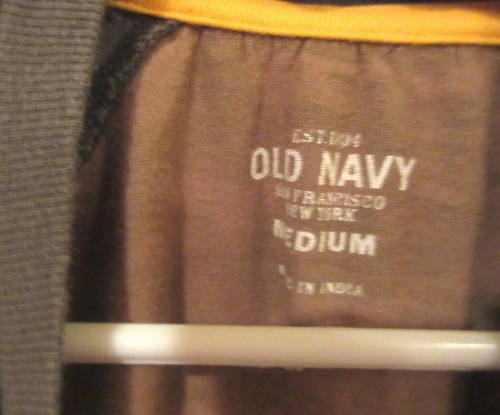 EST.1994
OLD NAVY
SAN FRANCISCO
NEW YORK
MEDIUM
IN INDIA